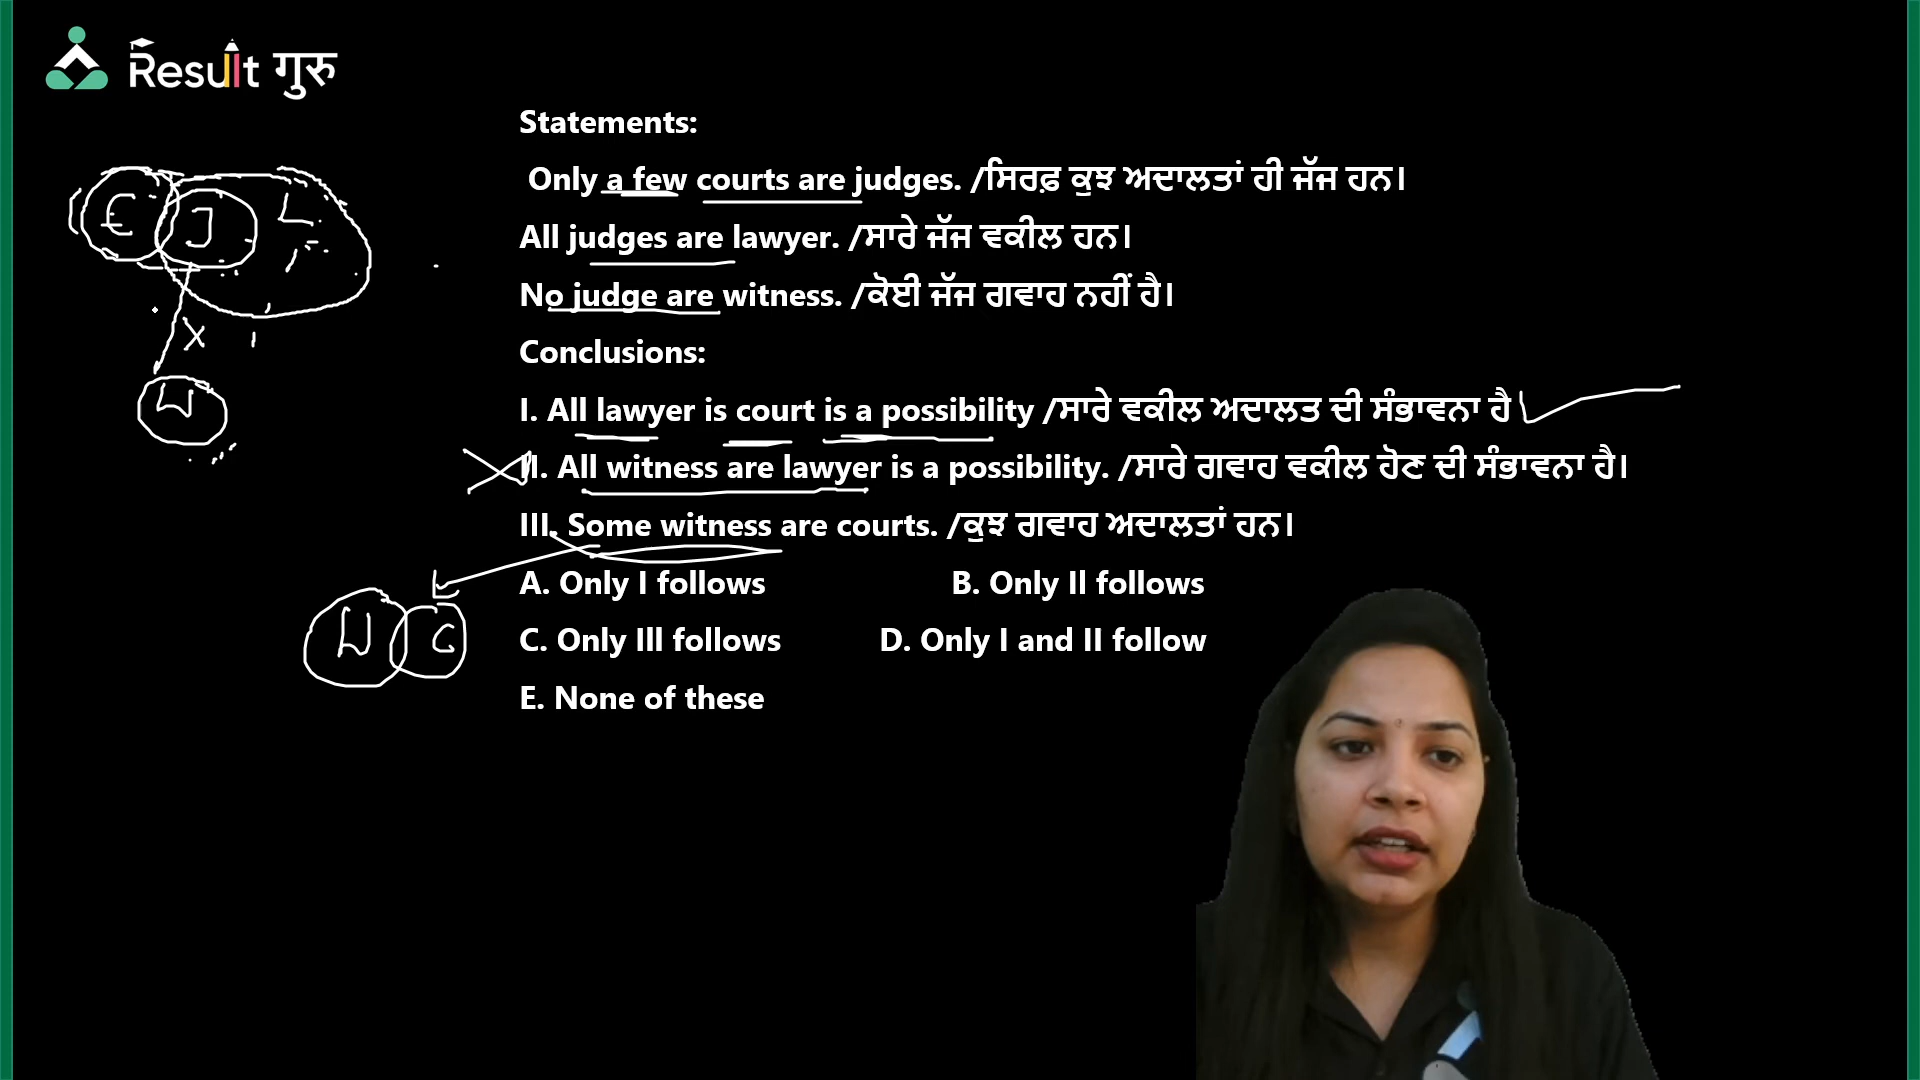 Result ਗੁਰੂ
Statements:
Only a few courts are judges. /ਸਿਰਫ਼ ਕੁਝ ਅਦਾਲਤਾਂ ਹੀ ਜੱਜ ਹਨ।
All judges are lawyer. /ਸਾਰੇ ਜੱਜ ਵਕੀਲ ਹਨ।
No judge are witness. /ਕੋਈ ਜੱਜ ਗਵਾਹ ਨਹੀਂ ਹੈ।
Conclusions:
I. All lawyer is court is a possibility /ਸਾਰੇ ਵਕੀਲ ਅਦਾਲਤ ਦੀ ਸੰਭਾਵਨਾ ਹੈ
II. All witness are lawyer is a possibility. /ਸਾਰੇ ਗਵਾਹ ਵਕੀਲ ਹੋਣ ਦੀ ਸੰਭਾਵਨਾ ਹੈ।
III. Some witness are courts. /ਕੁਝ ਗਵਾਹ ਅਦਾਲਤਾਂ ਹਨ।
A. Only I follows B. Only Il follows
C. Only Ill follows D. Only I and II follow
E. None of these
C J L
X
W
W C